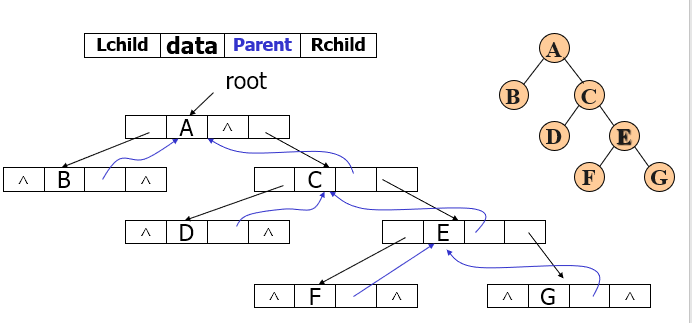 Lchild data Parent Rchild
root
A ^
^ B ^
C
^ D ^
E
^ F ^
^ G ^
A
B C
D E
F G